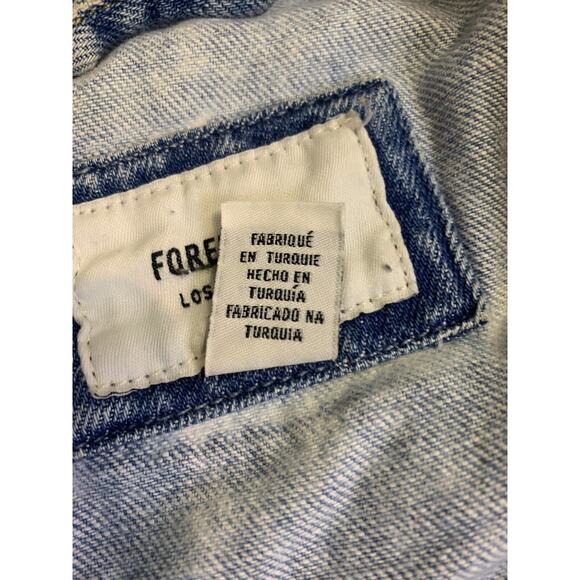 FORE
LOS
FABRIQUÉ
EN TURQUIE
HECHO EN
TURQUÍA
FABRICADO NA
TURQUIA